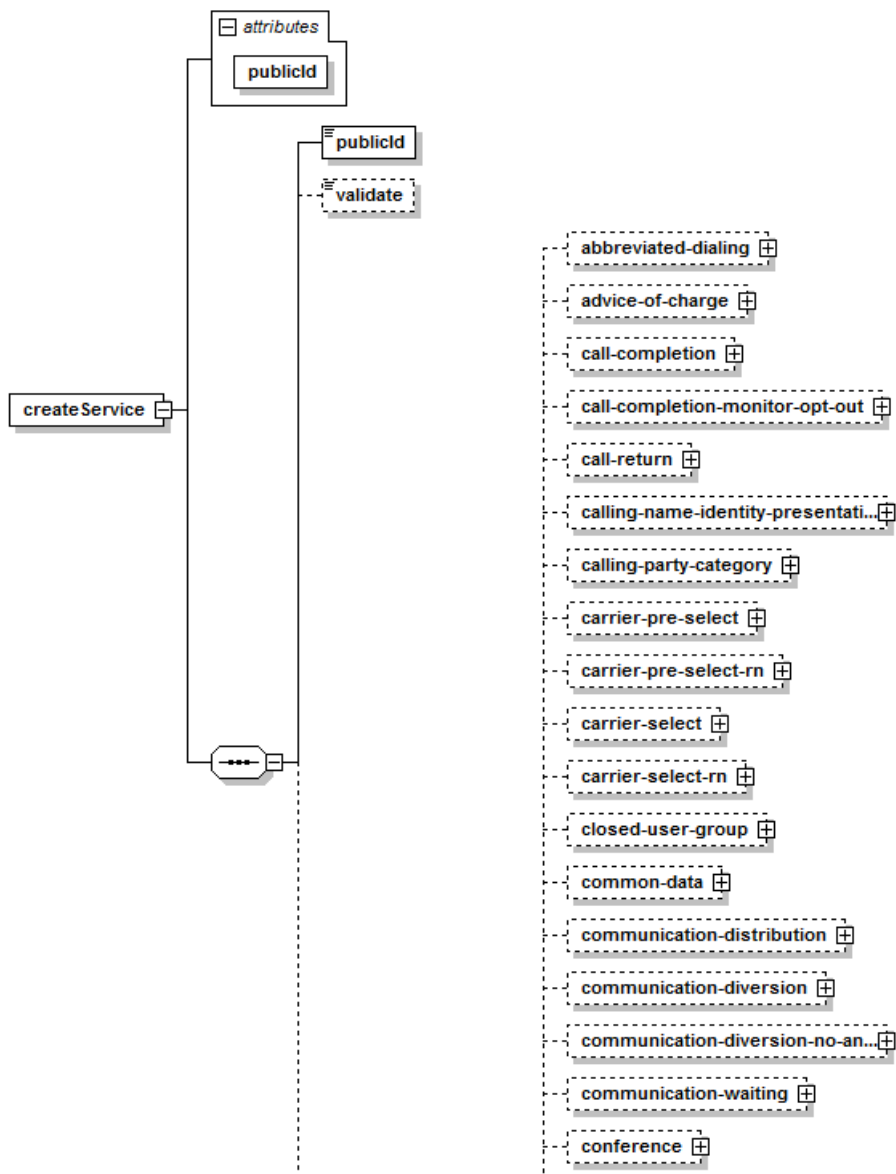 attributes
publicId
publicId
validate
abbreviated-dialing
advice-of-charge
call-completion
createService
call-completion-monitor-opt-out
call-return
calling-name-identity-presentati...
calling-party-category
carrier-pre-select
carrier-pre-select-rn
carrier-select
carrier-select-rn
closed-user-group
common-data
communication-distribution
communication-diversion
communication-diversion-no-an...
communication-waiting
conference